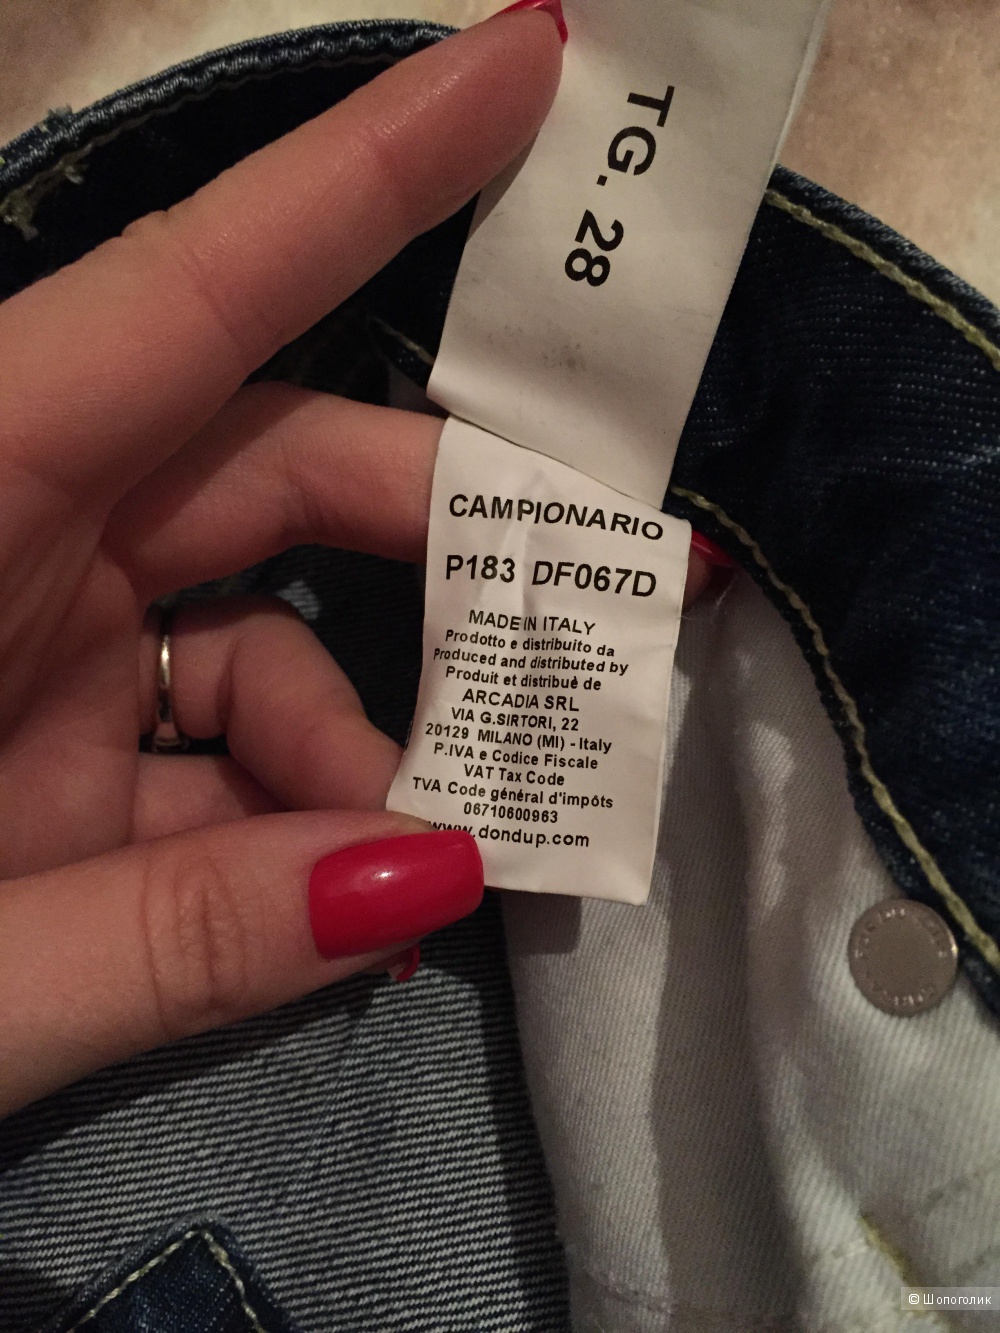 TG. 28
CAMPIONARIO
P183 DF067D
MADE IN ITALY
Prodotto e distribuito da
Produced and distributed by
Produit et distribuè de
ARCADIA SRL
VIA G.SIRTORI, 22
20129 MILANO (MI) - Italy
P.IVA e Codice Fiscale
VAT Tax Code
TVA Code général d'impôts
06710600963
www.dondup.com
© Шопоголик